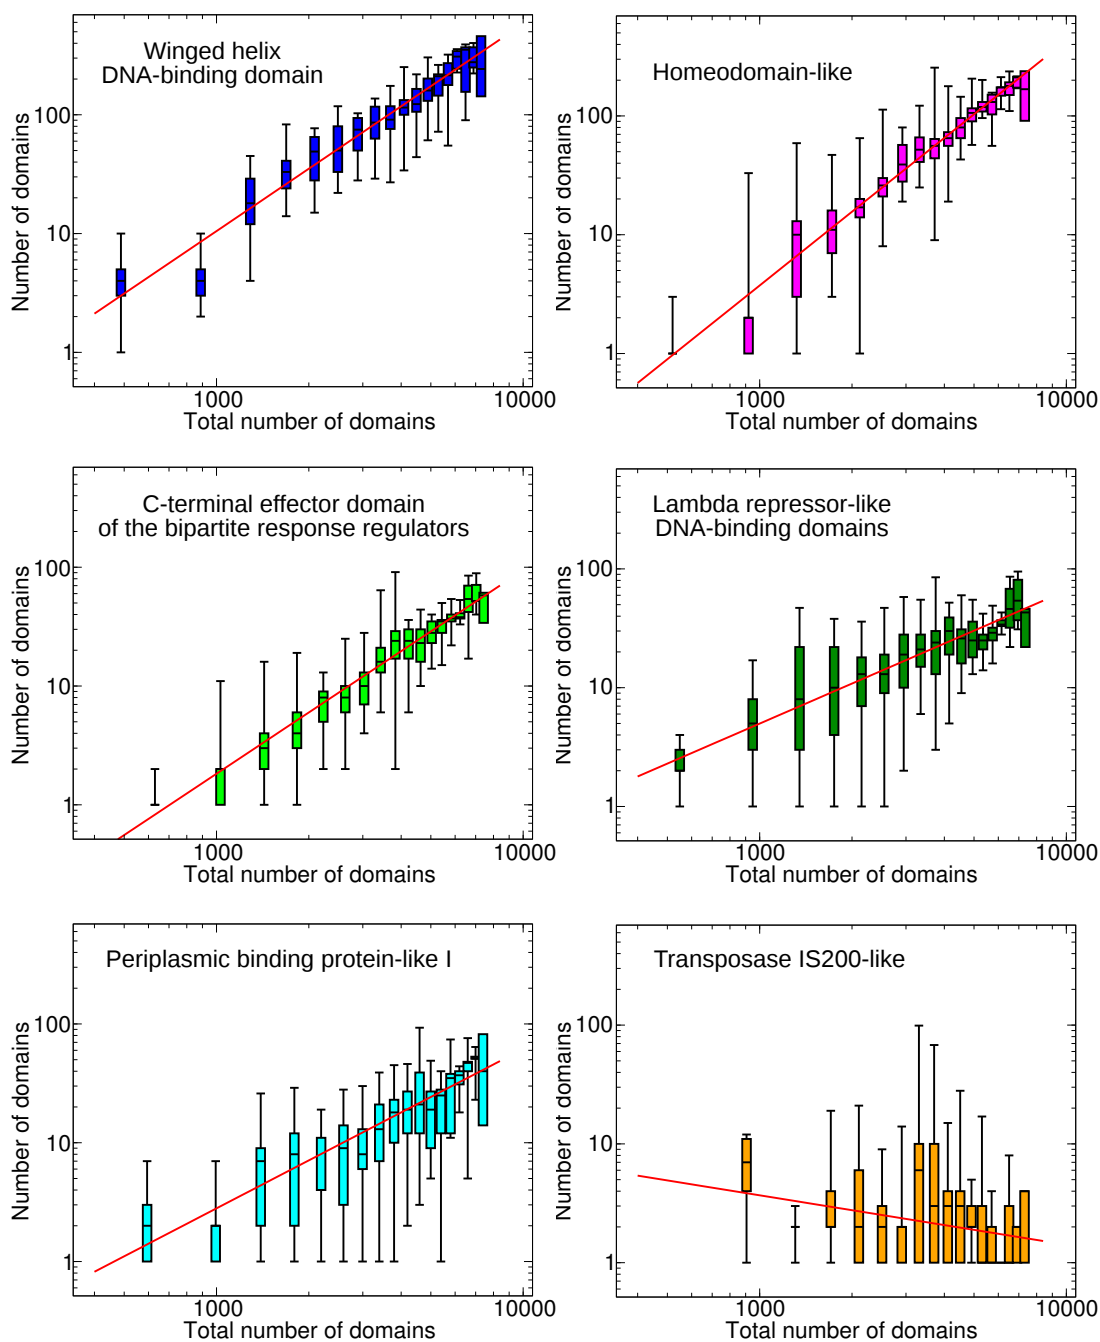 Winged helix
DNA-binding domain
Number of domains
100
10
1
1000
10000
Total number of domains
Homeodomain-like
Number of domains
100
10
1
1000
10000
Total number of domains
C-terminal effector domain
of the bipartite response regulators
Number of domains
100
10
1
1000
10000
Total number of domains
Lambda repressor-like
DNA-binding domains
Number of domains
100
10
1
1000
10000
Total number of domains
Periplasmic binding protein-like I
Number of domains
100
10
1
1000
10000
Total number of domains
Transposase IS200-like
Number of domains
100
10
1
1000
10000
Total number of domains